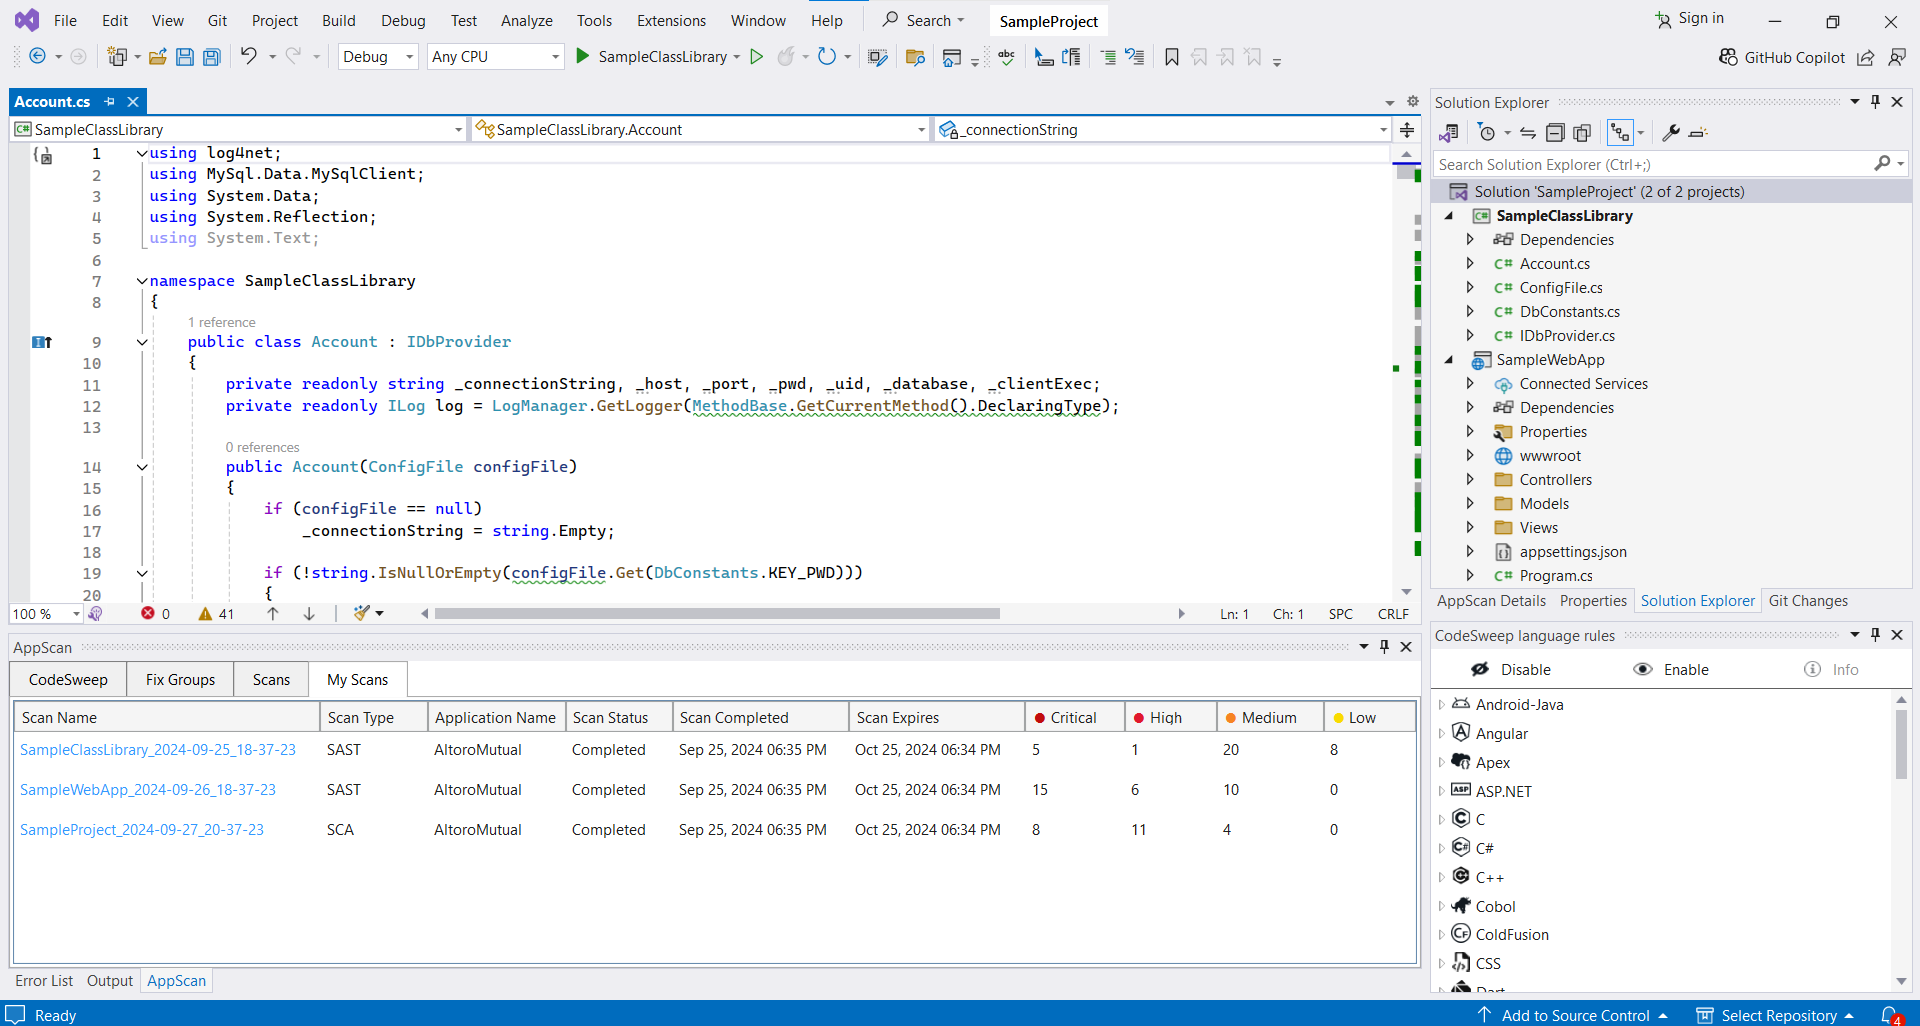 File Edit View Git Project Build Debug Test Analyze Tools Extensions Window Help Search SampleProject Sign in
Debug Any CPU SampleClassLibrary abc GitHub Copilot
Account.cs
C# SampleClassLibrary SampleClassLibrary.Account _connectionString
1 using log4net;
2 using MySql.Data.MySqlClient;
3 using System.Data;
4 using System.Reflection;
5 using System.Text;
6
7 namespace SampleClassLibrary
8 {
1 reference
9 public class Account : IDbProvider
10 {
11 private readonly string _connectionString, _host, _port, _pwd, _uid, _database, _clientExec;
12 private readonly ILog log = LogManager.GetLogger(MethodBase.GetCurrentMethod().DeclaringType);
13
0 references
14 public Account(ConfigFile configFile)
15 {
16 if (configFile == null)
17 _connectionString = string.Empty;
18
19 if (!string.IsNullOrEmpty(configFile.Get(DbConstants.KEY_PWD)))
20 {
100 % 0 41 Ln: 1 Ch: 1 SPC CRLF
Solution Explorer
Search Solution Explorer (Ctrl+;)
Solution 'SampleProject' (2 of 2 projects)
C# SampleClassLibrary
Dependencies
C# Account.cs
C# ConfigFile.cs
C# DbConstants.cs
C# IDbProvider.cs
SampleWebApp
Connected Services
Dependencies
Properties
wwwroot
Controllers
Models
Views
appsettings.json
C# Program.cs
AppScan Details Properties Solution Explorer Git Changes
AppScan
CodeSweep Fix Groups Scans My Scans
Scan Name Scan Type Application Name Scan Status Scan Completed Scan Expires Critical High Medium Low
SampleClassLibrary_2024-09-25_18-37-23 SAST AltoroMutual Completed Sep 25, 2024 06:35 PM Oct 25, 2024 06:34 PM 5 1 20 8
SampleWebApp_2024-09-26_18-37-23 SAST AltoroMutual Completed Sep 25, 2024 06:35 PM Oct 25, 2024 06:34 PM 15 6 10 0
SampleProject_2024-09-27_20-37-23 SCA AltoroMutual Completed Sep 25, 2024 06:35 PM Oct 25, 2024 06:34 PM 8 11 4 0
Error List Output AppScan
CodeSweep language rules
Disable Enable Info
Android-Java
Angular
Apex
ASP ASP.NET
C
C#
C++
Cobol
ColdFusion
CSS
Dart
Ready Add to Source Control Select Repository 4